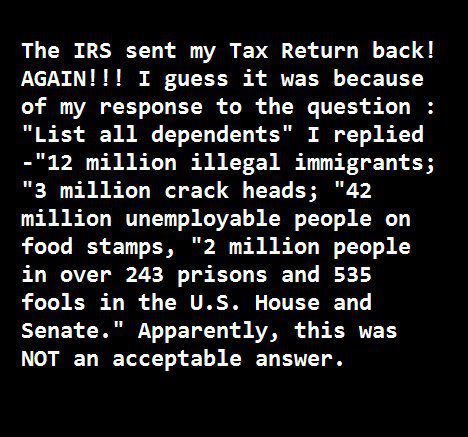 The IRS sent my Tax Return back!
AGAIN!!! I guess it was because
of my response to the question :
"List all dependents" I replied
-"12 million illegal immigrants;
"3 million crack heads; "42
million unemployable people on
food stamps, "2 million people
in over 243 prisons and 535
fools in the U.S. House and
Senate." Apparently, this was
NOT an acceptable answer.